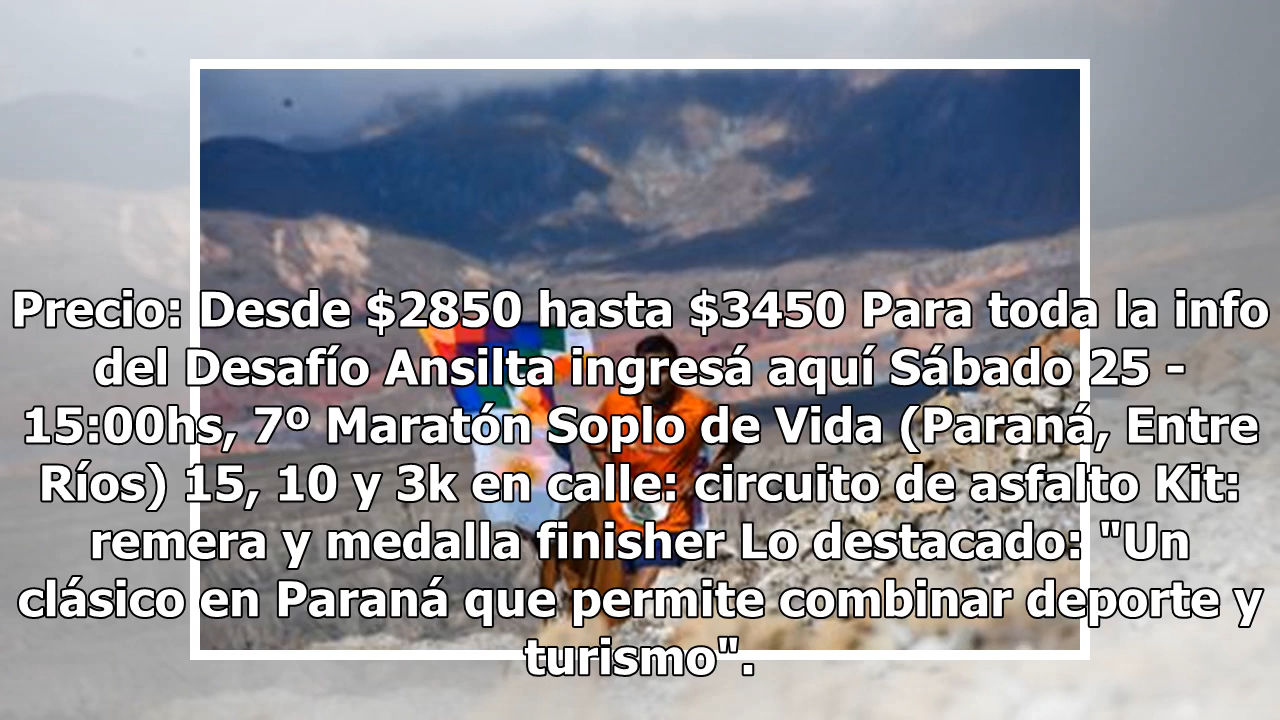 Precio: Desde $2850 hasta $3450 Para toda la info
del Desafío Ansilta ingresá aquí Sábado 25 -
15:00hs, 7º Maratón Soplo de Vida (Paraná, Entre
Ríos) 15, 10 y 3k en calle: circuito de asfalto Kit:
remera y medalla finisher Lo destacado: "Un
clásico en Paraná que permite combinar deporte y
turismo".